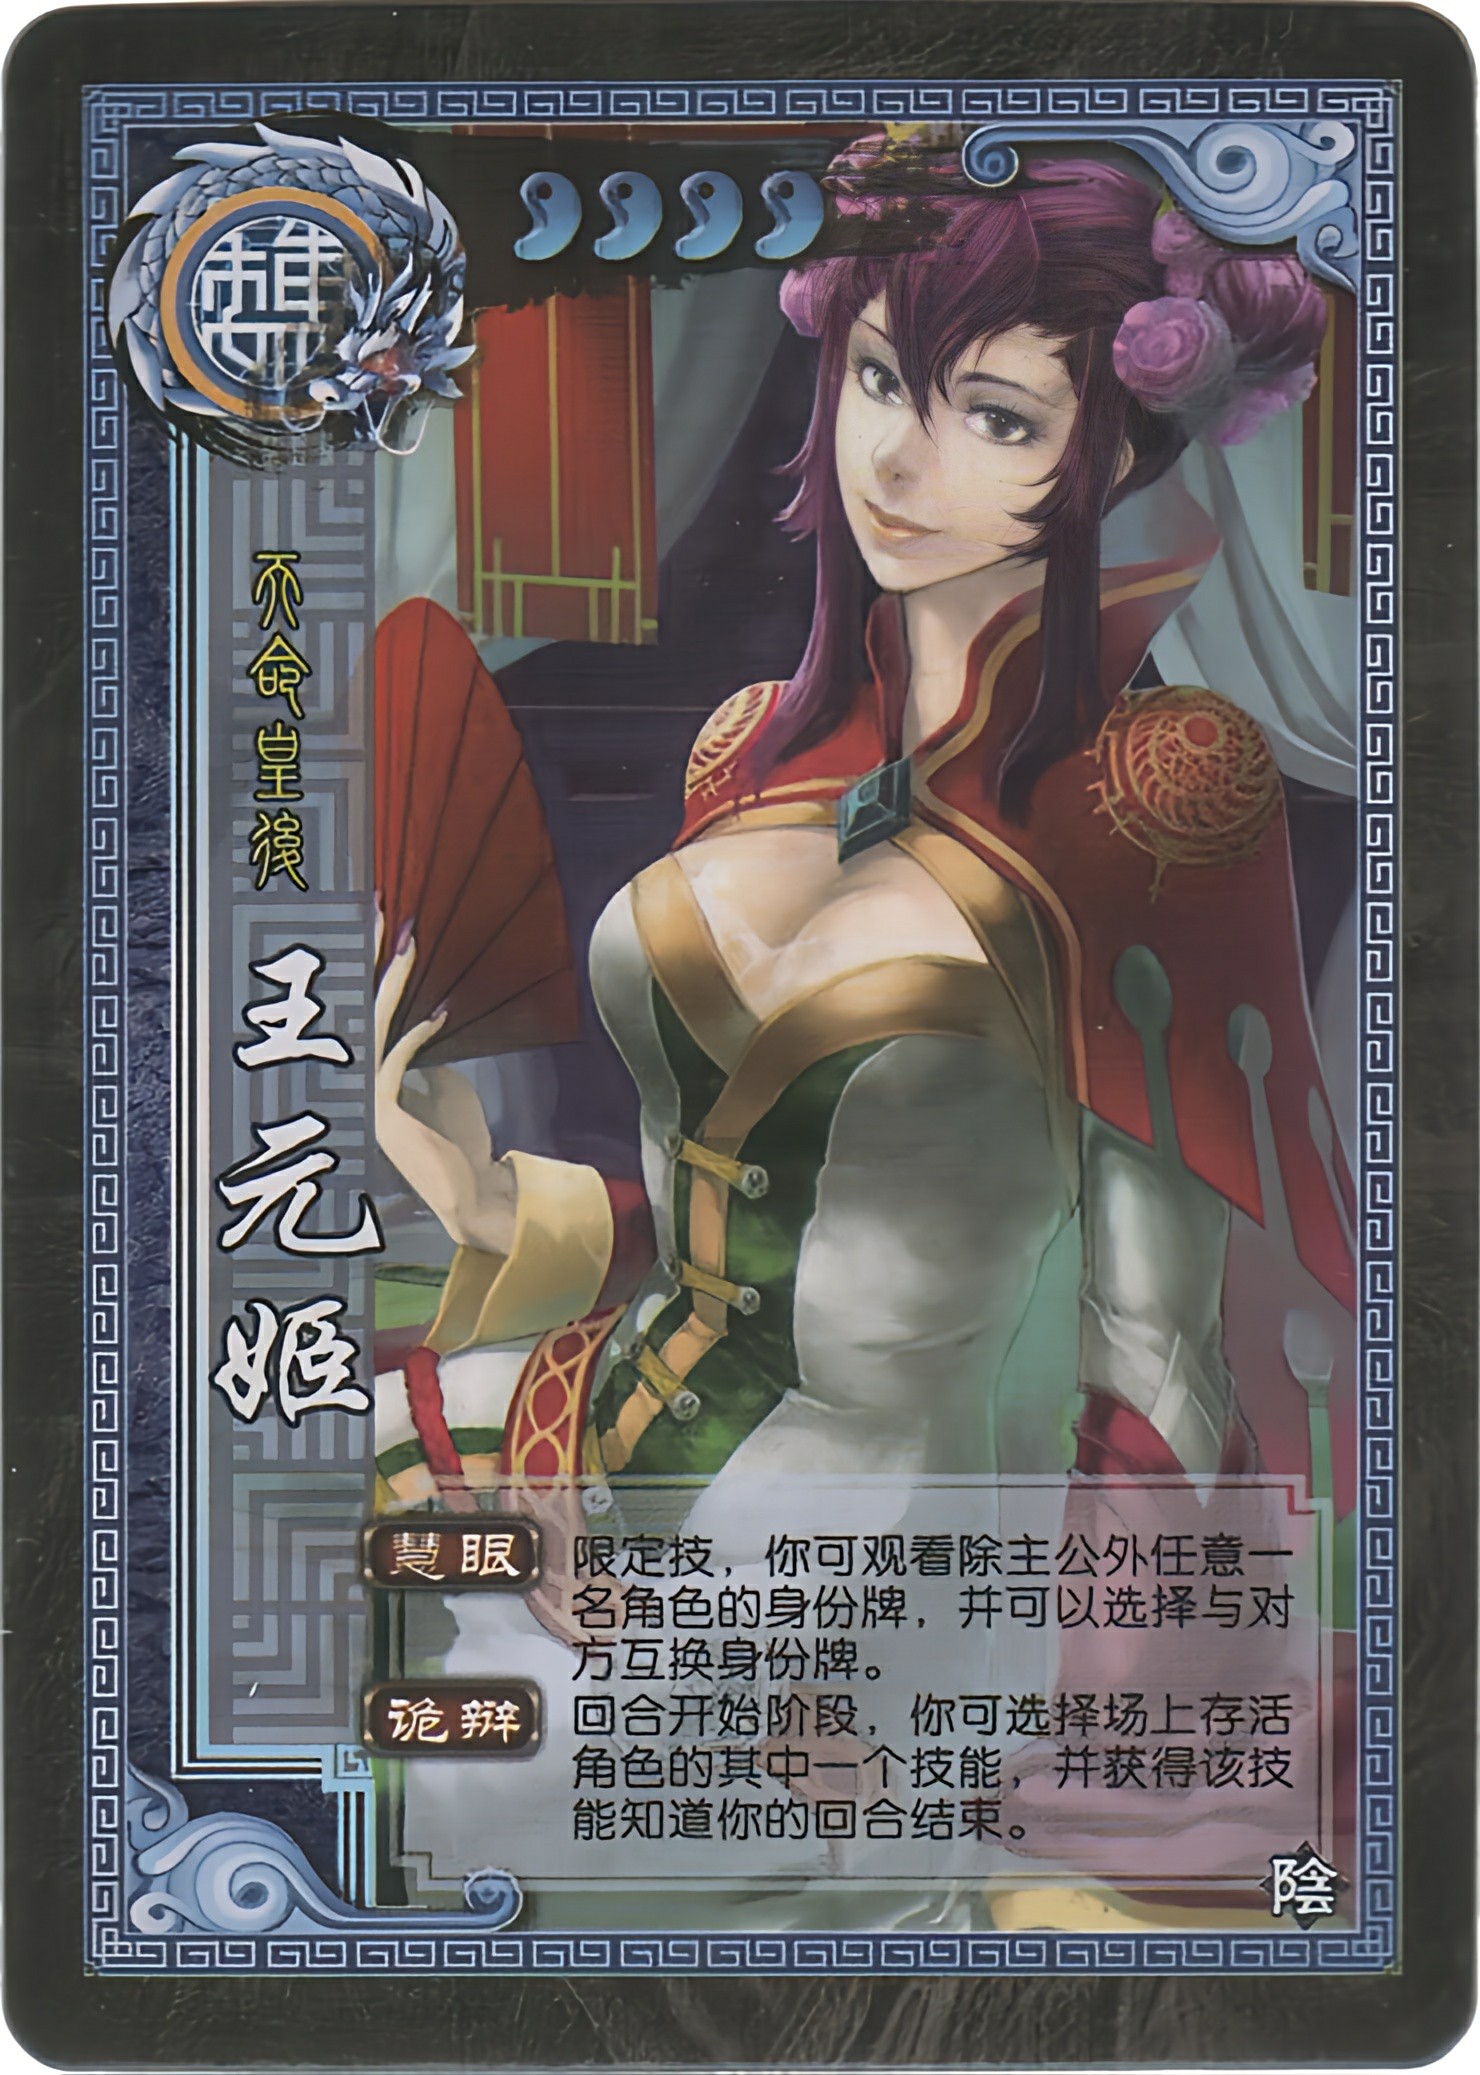 魏
天命皇後
王元姬
慧眼
限定技，你可观看除主公外任意一
名角色的身份牌，并可以选择与对
方互换身份牌。
诡辩
回合开始阶段，你可选择场上存活
角色的其中一个技能，并获得该技
能知道你的回合结束。
陰